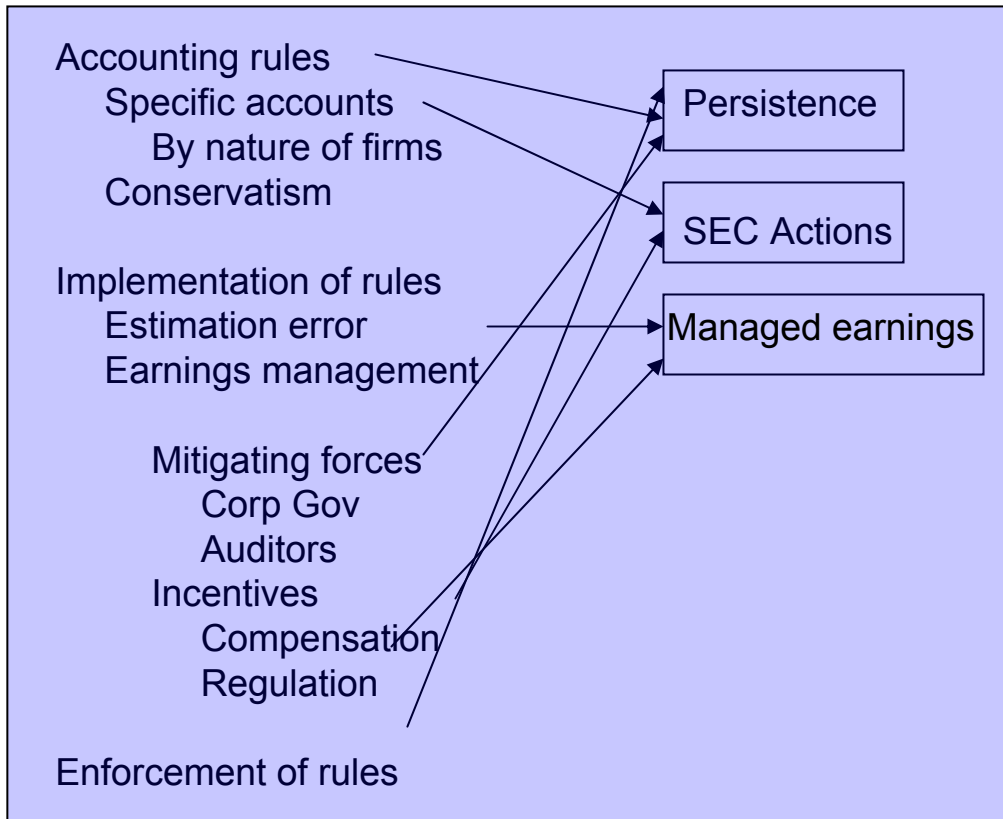 Accounting rules
Specific accounts
By nature of firms
Conservatism
Implementation of rules
Estimation error
Earnings management
Mitigating forces
Corp Gov
Auditors
Incentives
Compensation
Regulation
Enforcement of rules
Persistence
SEC Actions
Managed earnings